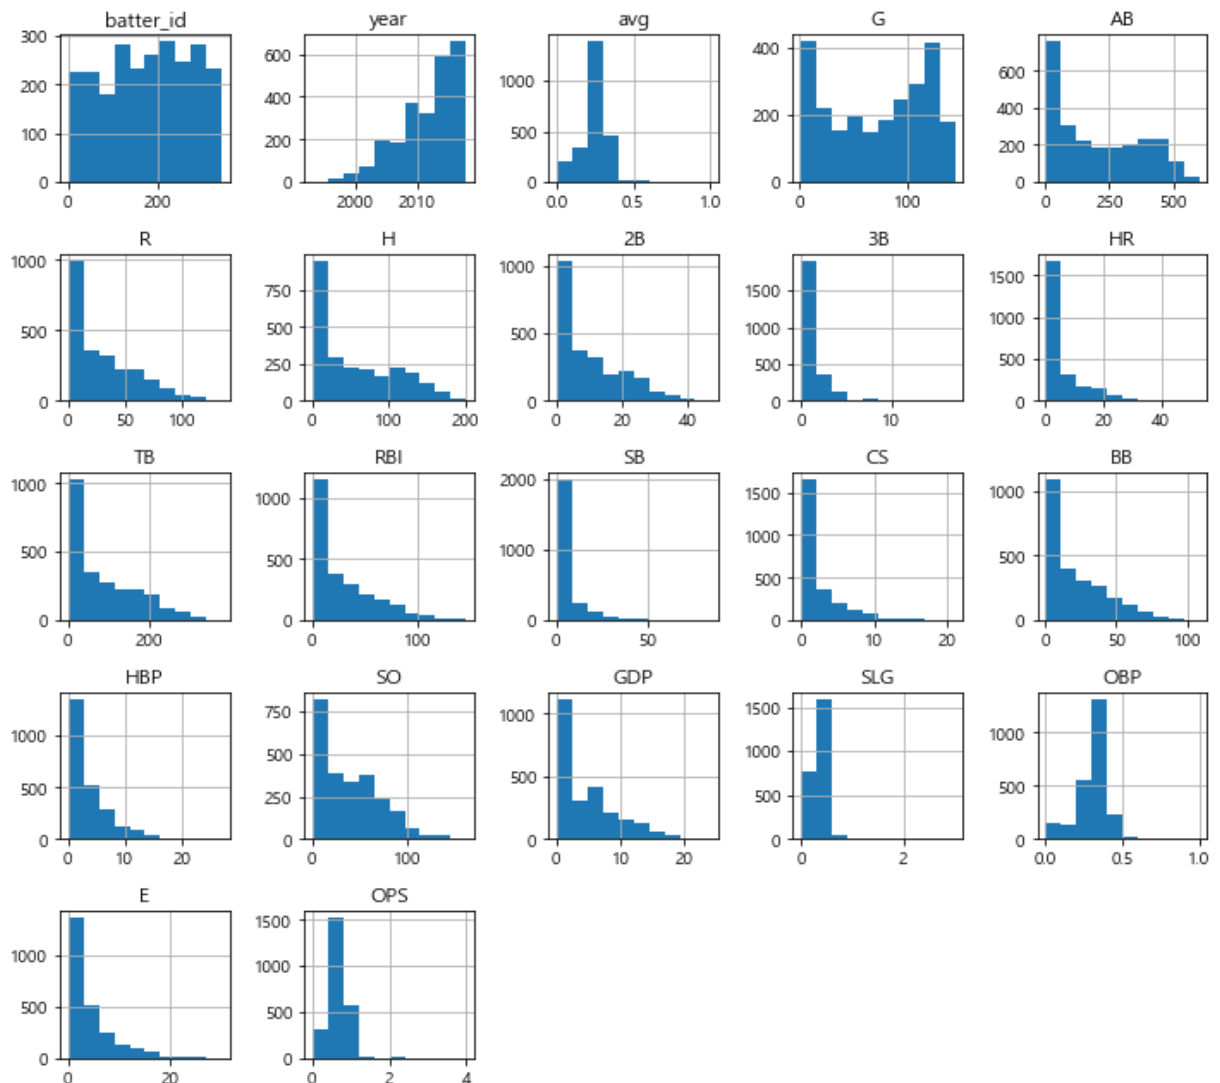 batter_id year avg G AB
300 200 100 0
0 200
600 400 200 0
2000 2010
1000 500 0
0.0 0.5 1.0
400 200 0
0 100
600 400 200 0
0 250 500
R H 2B 3B HR
1000 500 0
0 50 100
750 500 250 0
0 100 200
1000 500 0
0 20 40
1500 1000 500 0
0 10
1500 1000 500 0
0 20 40
TB RBI SB CS BB
1000 500 0
0 200
1000 500 0
0 100
2000 1000 0
0 50
1500 1000 500 0
0 10 20
1000 500 0
0 50 100
HBP SO GDP SLG OBP
1000 500 0
0 10 20
750 500 250 0
0 100
1000 500 0
0 10 20
1500 1000 500 0
0 2
1000 500 0
0.0 0.5 1.0
E OPS
1000 500 0
0 20
1500 1000 500 0
0 2 4